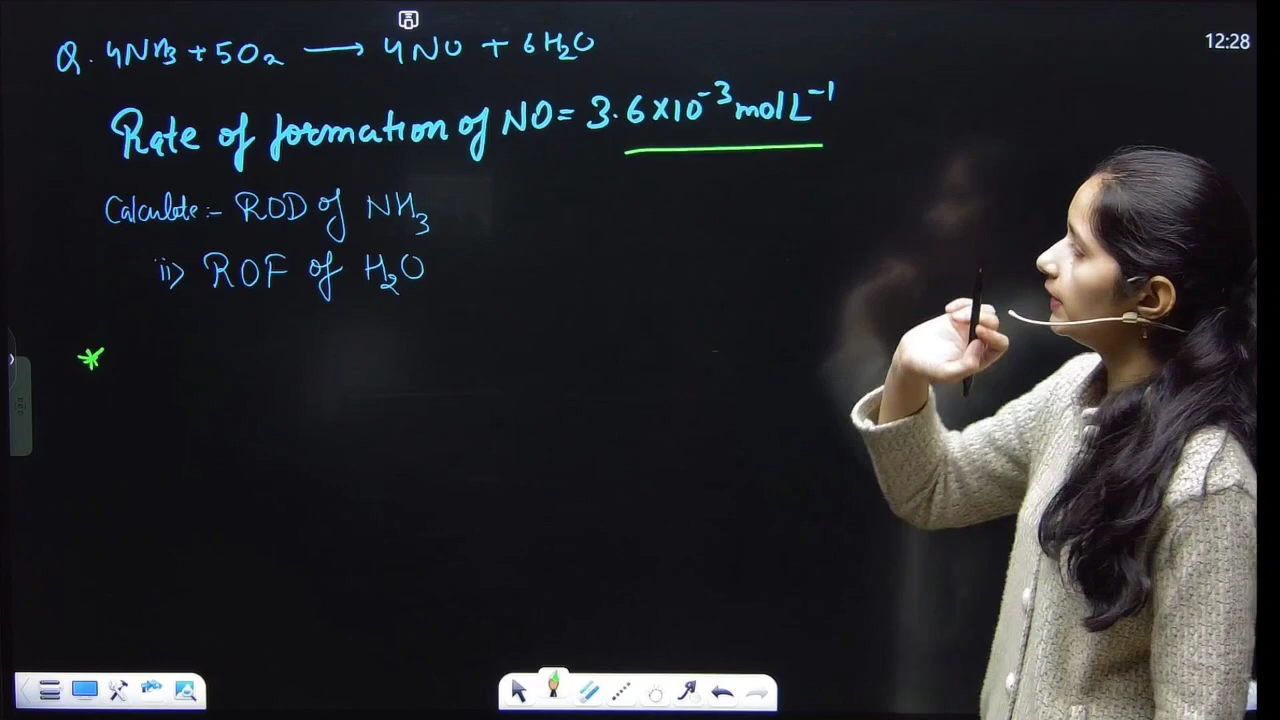 12:28
Q. 4NH3 + 5O2 ⟶ 4NO + 6H2O
Rate of formation of NO = 3.6×10⁻³ mol L⁻¹
Calculate:- ROD of NH3
ii) ROF of H2O
*